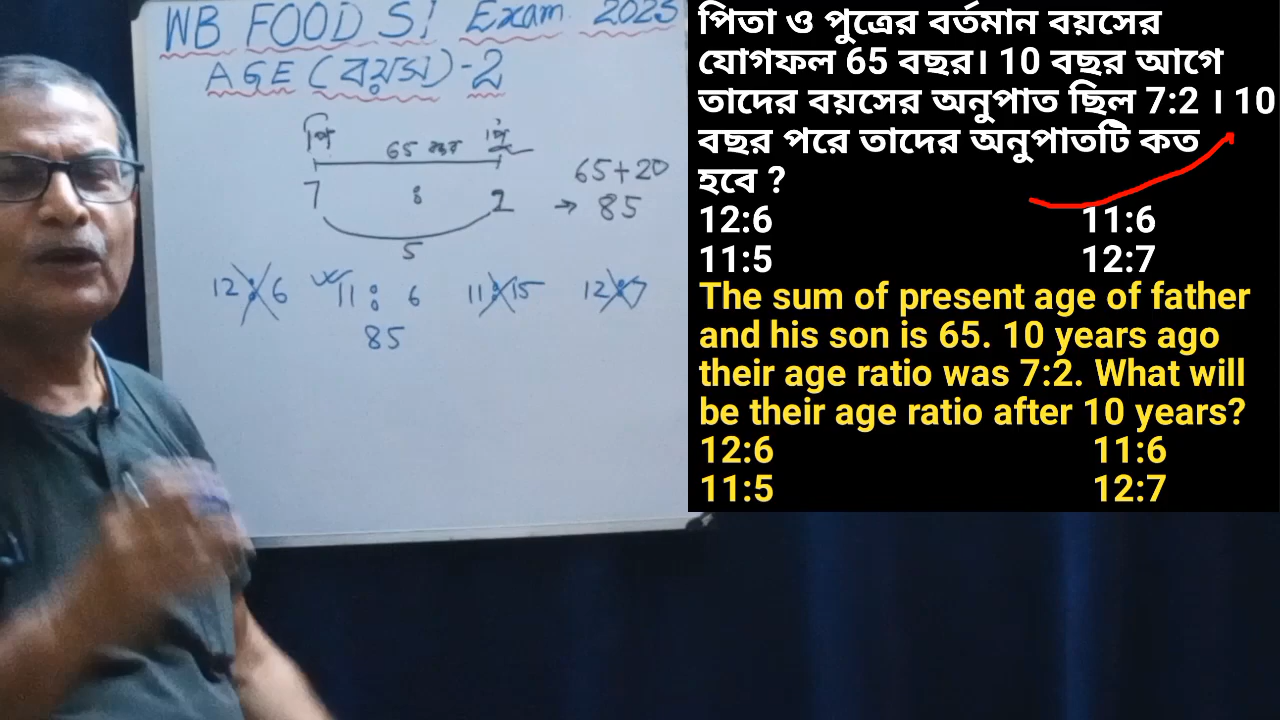 WB FOOD SI Exam. 2025
AGE (বয়স)-2
65 বছর
65+20
7 : 2 → 85
5
12:6 11:6 11:15 12:7
85
পিতা ও পুত্রের বর্তমান বয়সের
যোগফল 65 বছর। 10 বছর আগে
তাদের বয়সের অনুপাত ছিল 7:2 । 10
বছর পরে তাদের অনুপাতটি কত
হবে ?
12:6 11:6
11:5 12:7
The sum of present age of father
and his son is 65. 10 years ago
their age ratio was 7:2. What will
be their age ratio after 10 years?
12:6 11:6
11:5 12:7